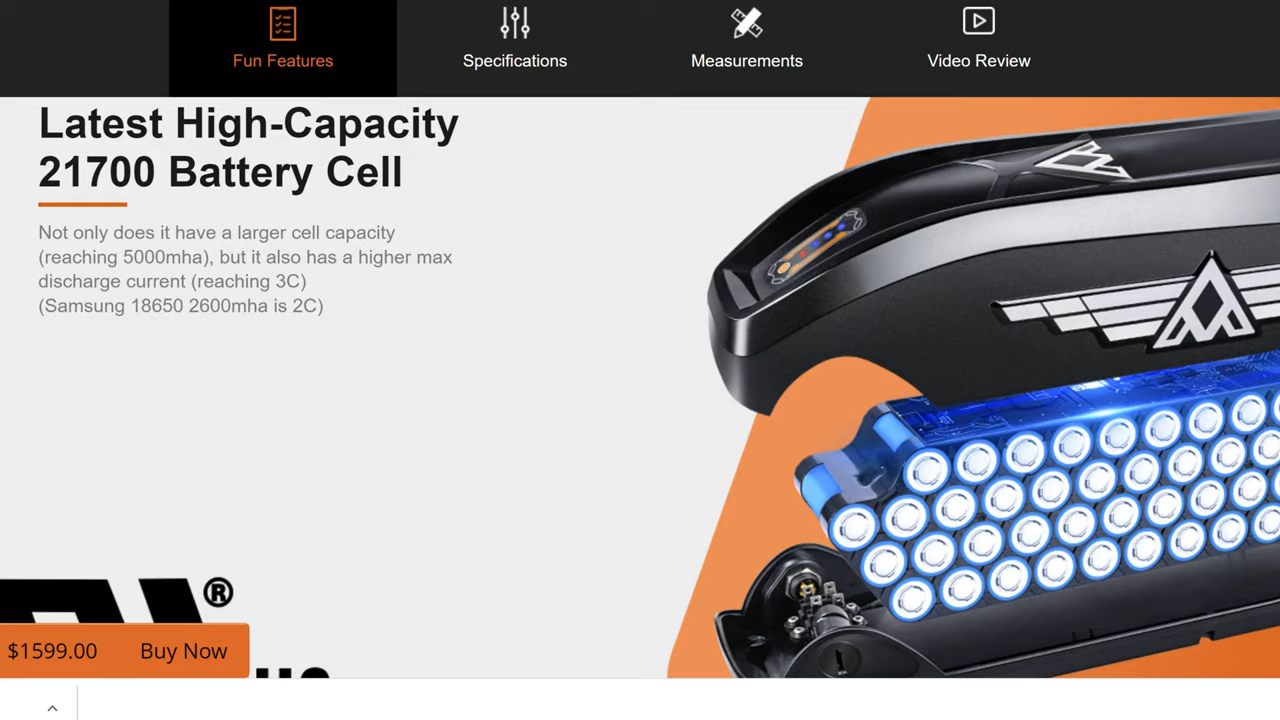 Fun Features
Specifications
Measurements
Video Review
Latest High-Capacity
21700 Battery Cell
Not only does it have a larger cell capacity
(reaching 5000mha), but it also has a higher max
discharge current (reaching 3C)
(Samsung 18650 2600mha is 2C)
®
$1599.00 Buy Now